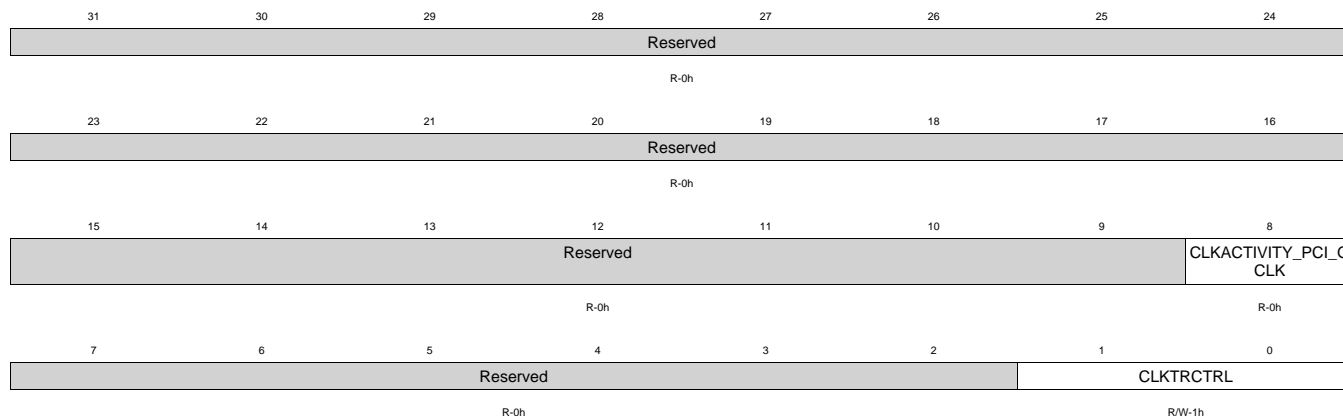 31 30 29 28 27 26 25 24
Reserved
R-0h
23 22 21 20 19 18 17 16
Reserved
R-0h
15 14 13 12 11 10 9 8
Reserved CLKACTIVITY_PCI_
CLK
R-0h R-0h
7 6 5 4 3 2 1 0
Reserved CLKTRCTRL
R-0h R/W-1h